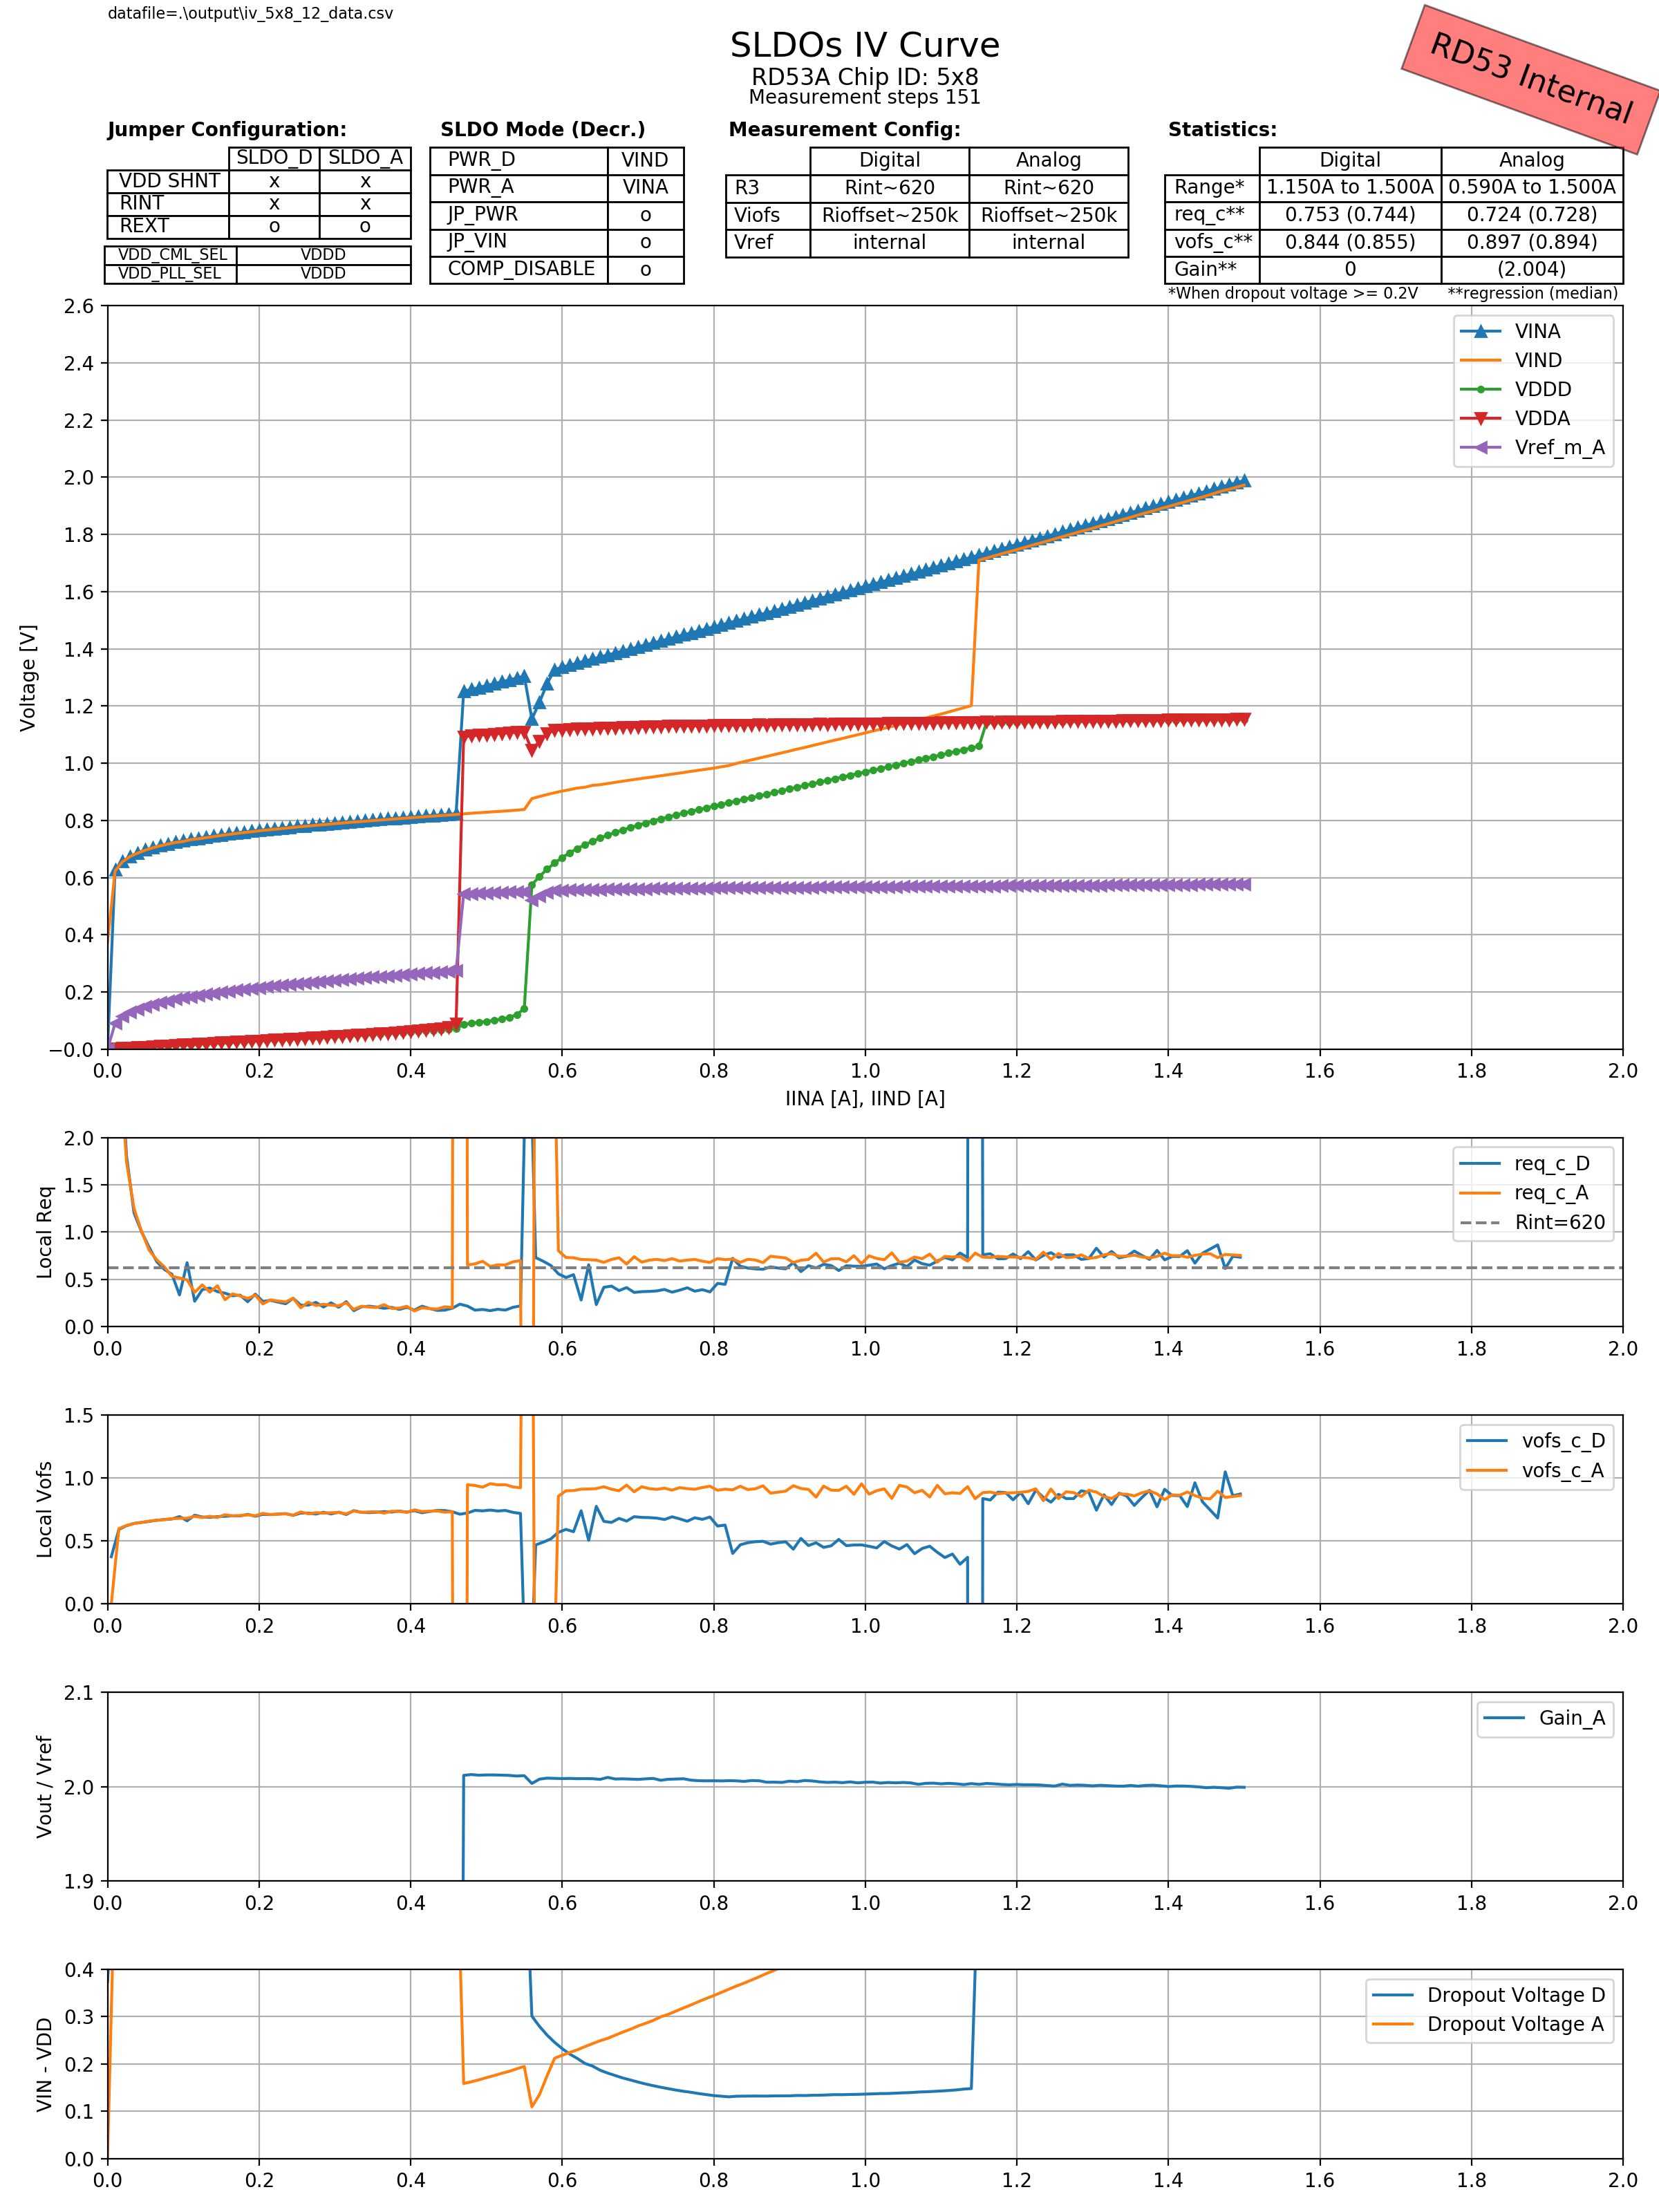 datafile=.\output\iv_5x8_12_data.csv
SLDOs IV Curve
RD53A Chip ID: 5x8
Measurement steps 151
RD53 Internal
Jumper Configuration:
SLDO_D SLDO_A
VDD SHNT x x
RINT x x
REXT o o
VDD_CML_SEL VDDD
VDD_PLL_SEL VDDD
SLDO Mode (Decr.)
PWR_D VIND
PWR_A VINA
JP_PWR o
JP_VIN o
COMP_DISABLE o
Measurement Config:
Digital Analog
R3 Rint~620 Rint~620
Viofs Rioffset~250k Rioffset~250k
Vref internal internal
Statistics:
Digital Analog
Range* 1.150A to 1.500A 0.590A to 1.500A
req_c** 0.753 (0.744) 0.724 (0.728)
vofs_c** 0.844 (0.855) 0.897 (0.894)
Gain** 0 (2.004)
*When dropout voltage >= 0.2V **regression (median)
2.6
2.4
2.2
2.0
1.8
1.6
1.4
1.2
1.0
0.8
0.6
0.4
0.2
−0.0
Voltage [V]
VINA
VIND
VDDD
VDDA
Vref_m_A
0.0 0.2 0.4 0.6 0.8 1.0 1.2 1.4 1.6 1.8 2.0
IINA [A], IIND [A]
2.0
1.5
1.0
0.5
0.0
Local Req
req_c_D
req_c_A
Rint=620
0.0 0.2 0.4 0.6 0.8 1.0 1.2 1.4 1.6 1.8 2.0
1.5
1.0
0.5
0.0
Local Vofs
vofs_c_D
vofs_c_A
0.0 0.2 0.4 0.6 0.8 1.0 1.2 1.4 1.6 1.8 2.0
2.1
2.0
1.9
Vout / Vref
Gain_A
0.0 0.2 0.4 0.6 0.8 1.0 1.2 1.4 1.6 1.8 2.0
0.4
0.3
0.2
0.1
0.0
VIN - VDD
Dropout Voltage D
Dropout Voltage A
0.0 0.2 0.4 0.6 0.8 1.0 1.2 1.4 1.6 1.8 2.0